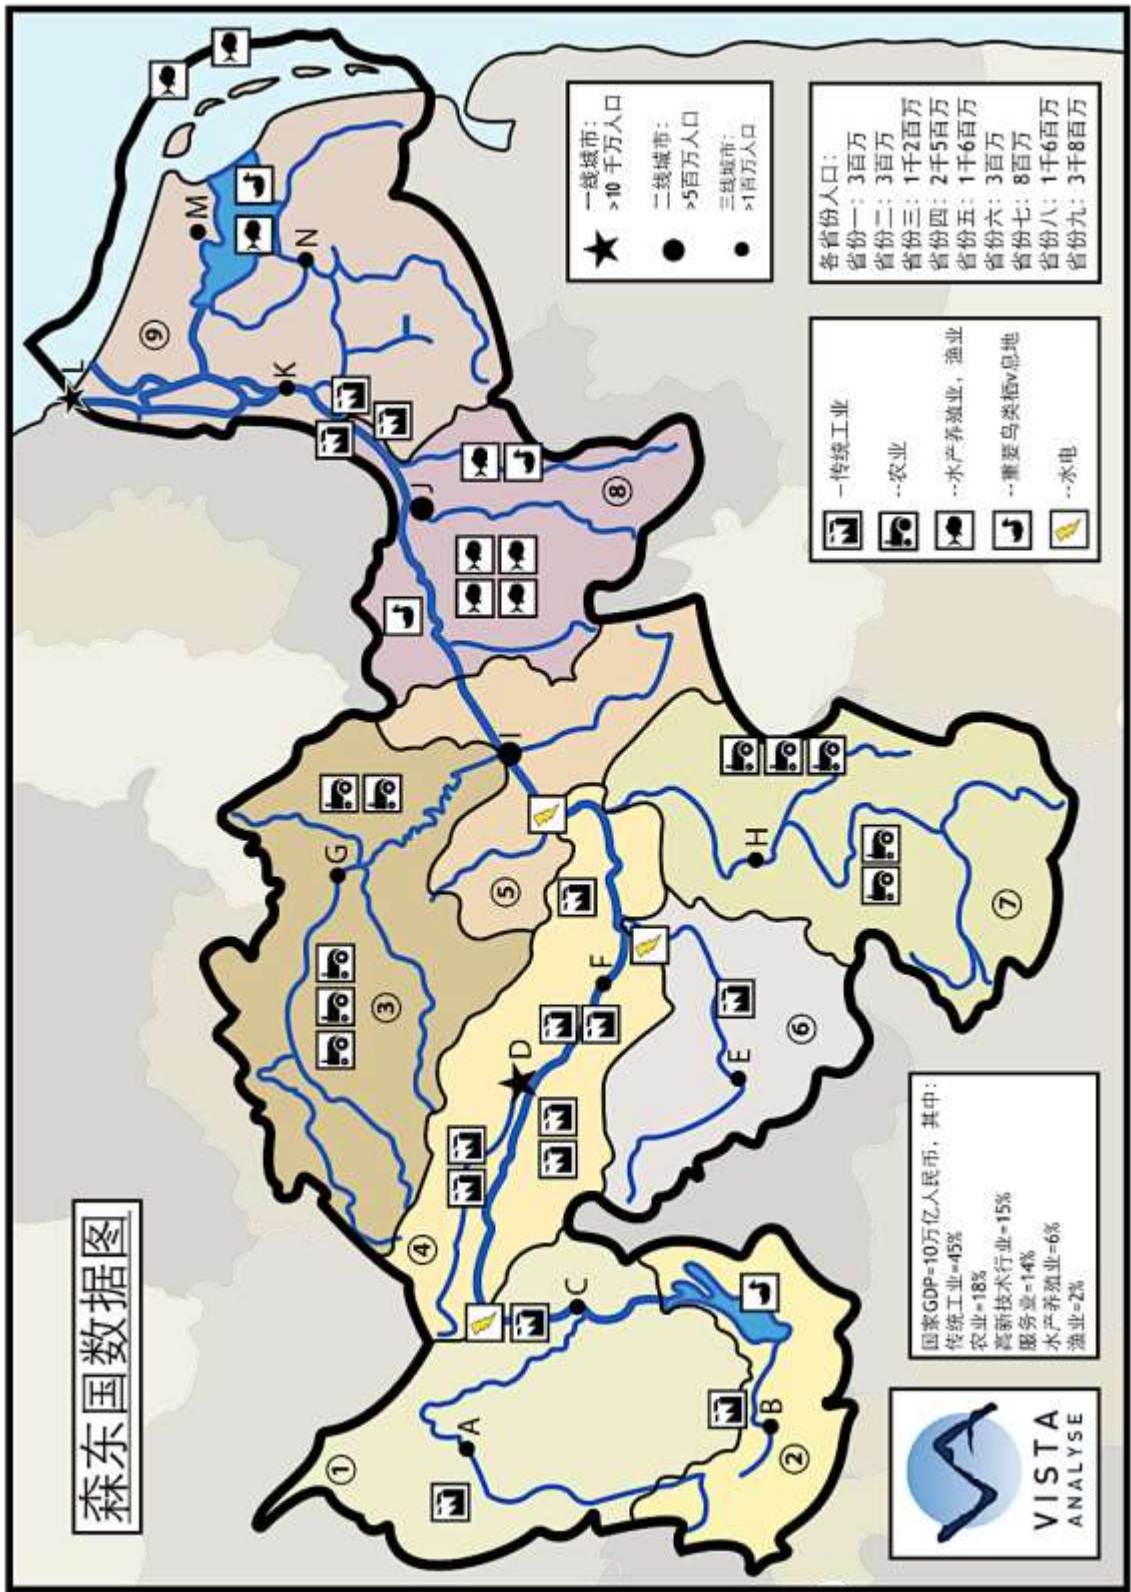 森东国数据图
①
②
③
④
⑤
⑥
⑦
⑧
⑨
A
B
C
D
E
F
G
H
I
J
K
L
M
N
一线城市：
>10 千万人口
二线城市：
>5百万人口
三线城市：
>1百万人口
各省份人口：
省份一：3百万
省份二：3百万
省份三：1千2百万
省份四：2千5百万
省份五：1千6百万
省份六：3百万
省份七：8百万
省份八：1千6百万
省份九：3千8百万
–传统工业
--农业
--水产养殖业，渔业
--重要鸟类栖v息地
--水电
国家GDP=10万亿人民币，其中：
传统工业=45%
农业=18%
高新技术行业=15%
服务业=14%
水产养殖业=6%
渔业=2%
VISTA
ANALYSE